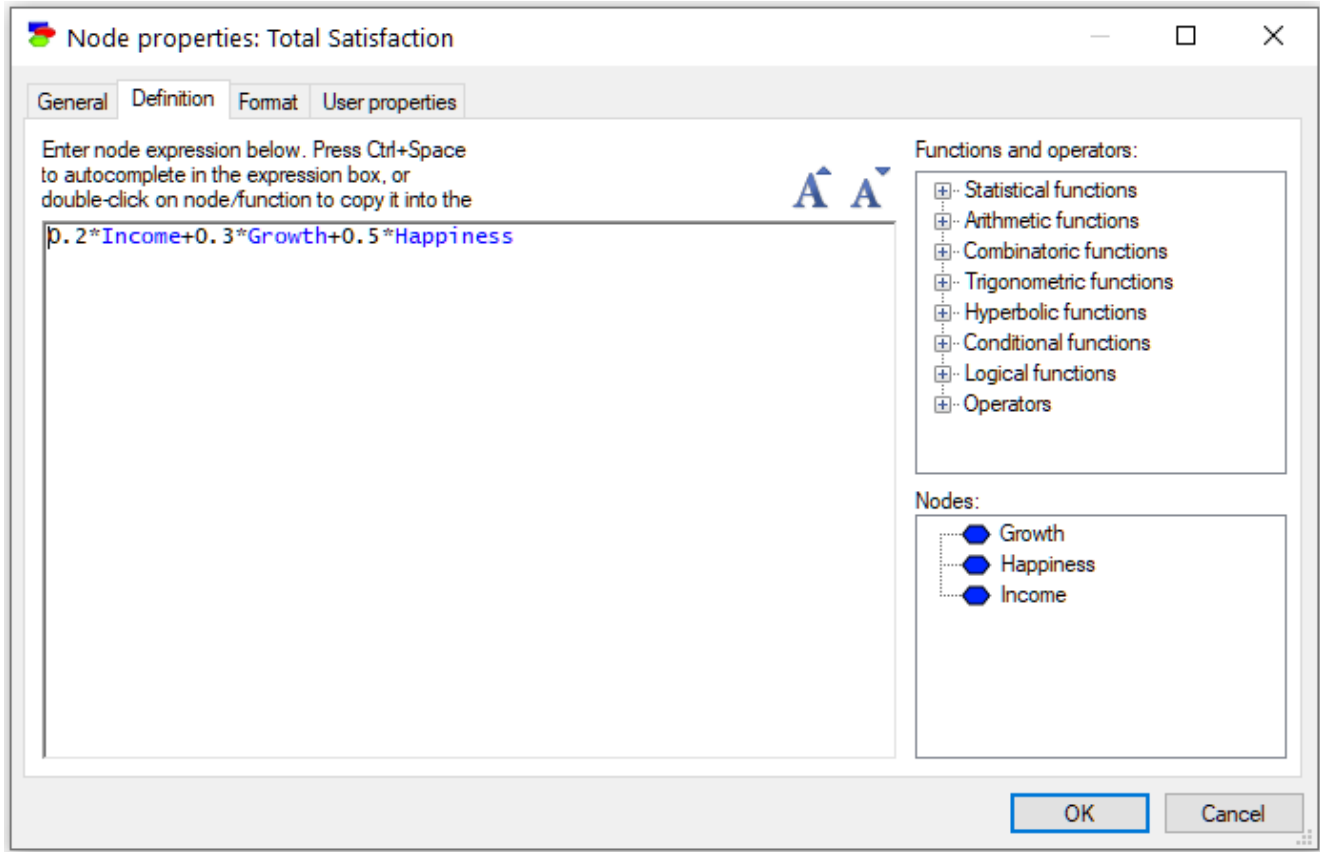 Node properties: Total Satisfaction
General Definition Format User properties
Enter node expression below. Press Ctrl+Space
to autocomplete in the expression box, or
double-click on node/function to copy it into the
A A
0.2*Income+0.3*Growth+0.5*Happiness
Functions and operators:
Statistical functions
Arithmetic functions
Combinatoric functions
Trigonometric functions
Hyperbolic functions
Conditional functions
Logical functions
Operators
Nodes:
Growth
Happiness
Income
OK Cancel